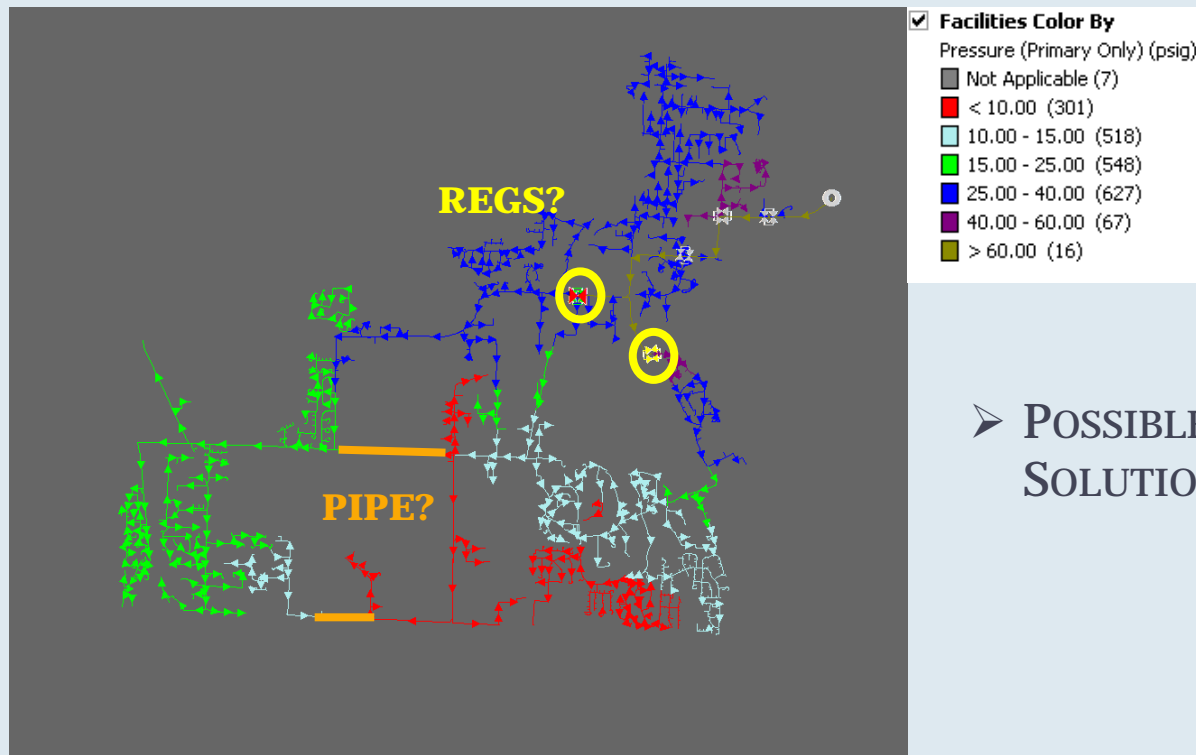 Facilities Color By
Pressure (Primary Only) (psig)
Not Applicable (7)
< 10.00 (301)
10.00 - 15.00 (518)
15.00 - 25.00 (548)
25.00 - 40.00 (627)
40.00 - 60.00 (67)
> 60.00 (16)
REGS?
PIPE?
➢ POSSIBLE
SOLUTIO